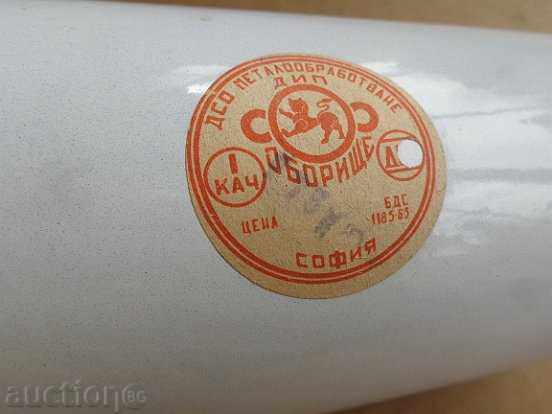 ДСО МЕТАЛООБРАБОТВАНЕ
ДИП
ОБОРИЩЕ
I
КАЧ
ЦЕНА
БДС
1185-65
СОФИЯ
auction BG